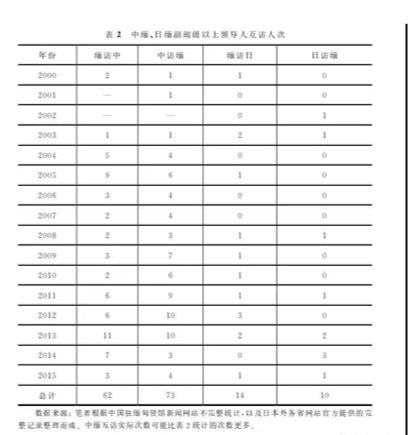 表 2 中缅、日缅副部级以上领导人互访人次
年份 缅访中 中访缅 缅访日 日访缅
2000 2 1 1 0
2001 — 1 0 0
2002 — — 0 1
2003 1 1 2 1
2004 5 4 0 0
2005 9 6 1 0
2006 3 4 0 0
2007 2 4 0 0
2008 2 3 1 1
2009 3 7 1 0
2010 2 6 1 0
2011 6 9 1 1
2012 6 10 3 0
2013 11 10 2 2
2014 7 3 0 3
2015 3 4 1 1
总计 62 73 14 10
数据来源：笔者根据中国驻缅甸使馆新闻网站不完整统计，以及日本外务省网站官方提供的完
整记录整理而成。中缅互访实际次数可能比表 2 统计的次数更多。